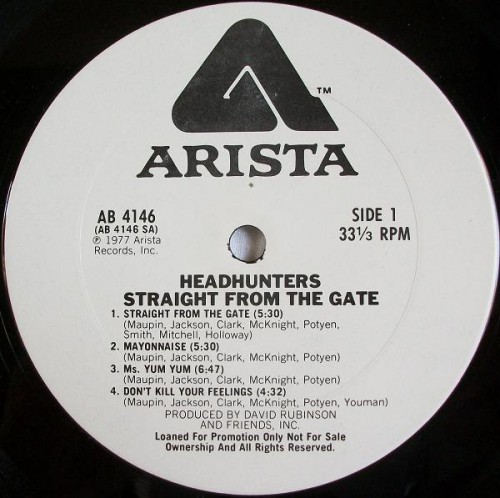 ™
ARISTA
AB 4146
(AB 4146 SA)
℗ 1977 Arista
Records, Inc.
SIDE 1
33⅓ RPM
HEADHUNTERS
STRAIGHT FROM THE GATE
1. STRAIGHT FROM THE GATE (5:30)
(Maupin, Jackson, Clark, McKnight, Potyen,
Smith, Mitchell, Holloway)
2. MAYONNAISE (5:30)
(Maupin, Jackson, Clark, McKnight, Potyen)
3. Ms. YUM YUM (6:47)
(Maupin, Jackson, Clark, McKnight, Potyen)
4. DON'T KILL YOUR FEELINGS (4:32)
(Maupin, Jackson, Clark, McKnight, Potyen, Youman)
PRODUCED BY DAVID RUBINSON
AND FRIENDS, INC.
Loaned For Promotion Only Not For Sale
Ownership And All Rights Reserved.